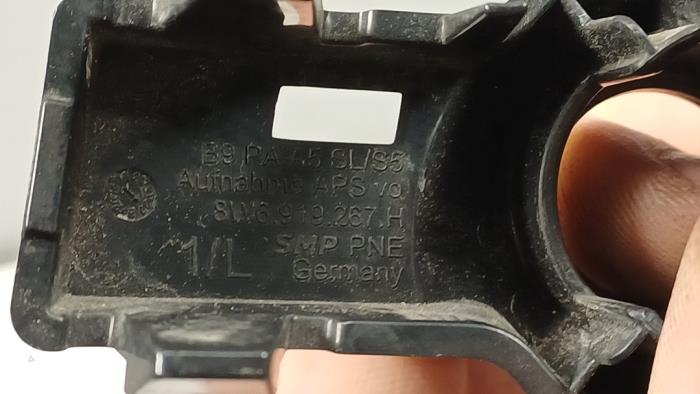 B9 PA A5 SL/S5
Aufnahme APS vo
8W6.919.267.H
1/L SMP PNE
Germany